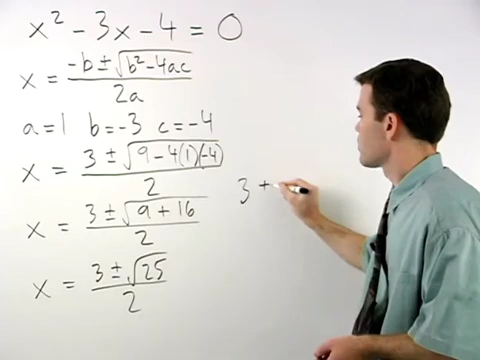 x² - 3x - 4 = 0
x = (-b ± √(b² - 4ac)) / 2a
a = 1 b = -3 c = -4
x = (3 ± √(9 - 4(1)(-4))) / 2
x = (3 ± √(9 + 16)) / 2
3 +
x = (3 ± √25) / 2